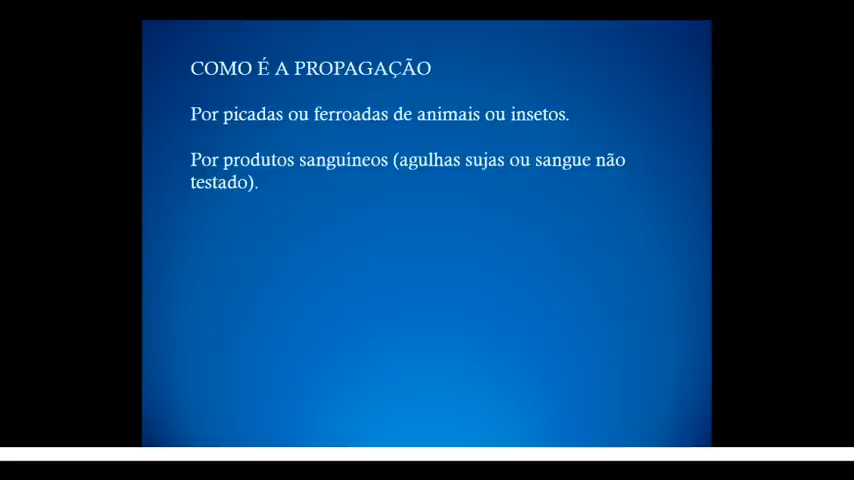 COMO É A PROPAGAÇÃO
Por picadas ou ferroadas de animais ou insetos.
Por produtos sanguíneos (agulhas sujas ou sangue não
testado).